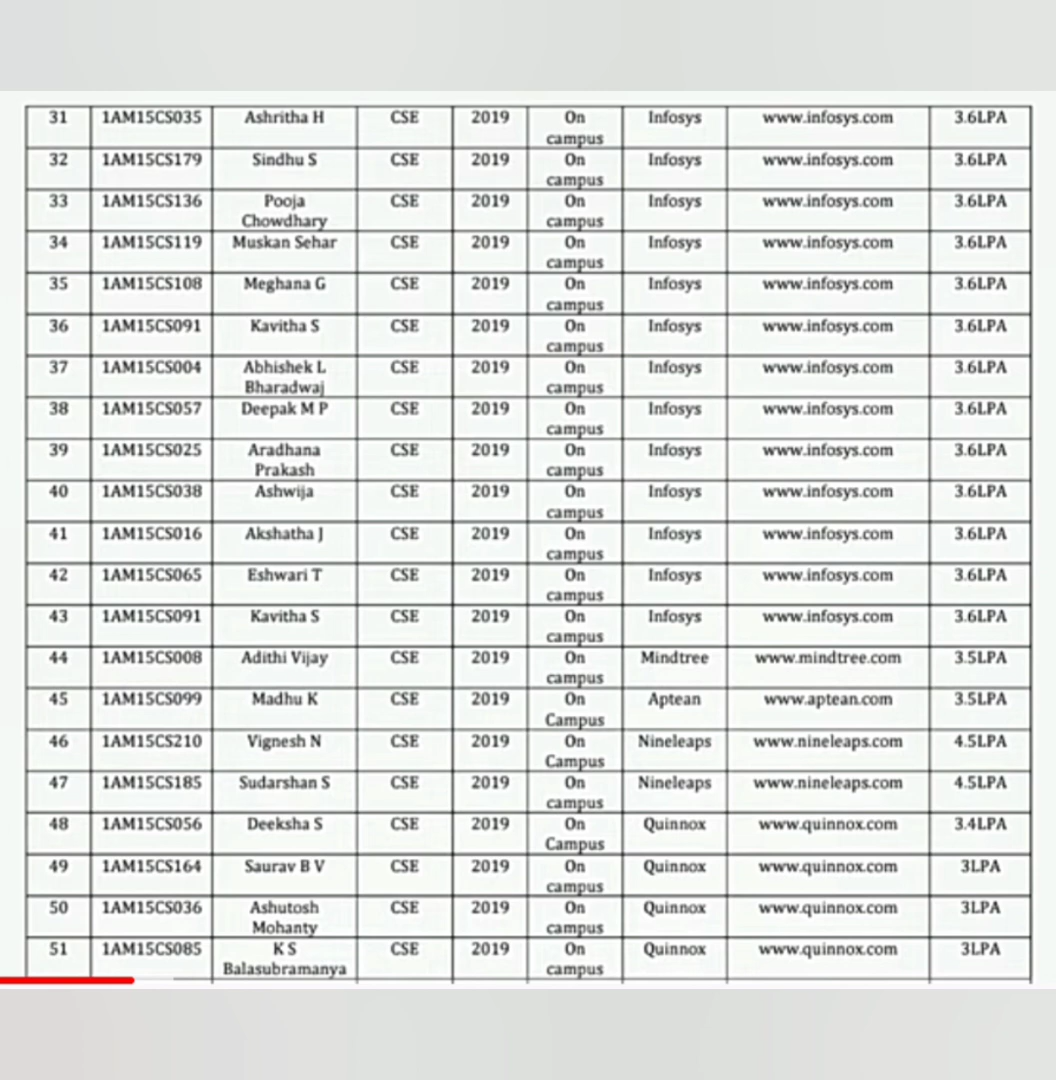 31 1AM15CS035 Ashritha H CSE 2019 On campus Infosys www.infosys.com 3.6LPA
32 1AM15CS179 Sindhu S CSE 2019 On campus Infosys www.infosys.com 3.6LPA
33 1AM15CS136 Pooja Chowdhary CSE 2019 On campus Infosys www.infosys.com 3.6LPA
34 1AM15CS119 Muskan Sehar CSE 2019 On campus Infosys www.infosys.com 3.6LPA
35 1AM15CS108 Meghana G CSE 2019 On campus Infosys www.infosys.com 3.6LPA
36 1AM15CS091 Kavitha S CSE 2019 On campus Infosys www.infosys.com 3.6LPA
37 1AM15CS004 Abhishek L Bharadwaj CSE 2019 On campus Infosys www.infosys.com 3.6LPA
38 1AM15CS057 Deepak M P CSE 2019 On campus Infosys www.infosys.com 3.6LPA
39 1AM15CS025 Aradhana Prakash CSE 2019 On campus Infosys www.infosys.com 3.6LPA
40 1AM15CS038 Ashwija CSE 2019 On campus Infosys www.infosys.com 3.6LPA
41 1AM15CS016 Akshatha J CSE 2019 On campus Infosys www.infosys.com 3.6LPA
42 1AM15CS065 Eshwari T CSE 2019 On campus Infosys www.infosys.com 3.6LPA
43 1AM15CS091 Kavitha S CSE 2019 On campus Infosys www.infosys.com 3.6LPA
44 1AM15CS008 Adithi Vijay CSE 2019 On campus Mindtree www.mindtree.com 3.5LPA
45 1AM15CS099 Madhu K CSE 2019 On Campus Aptean www.aptean.com 3.5LPA
46 1AM15CS210 Vignesh N CSE 2019 On Campus Nineleaps www.nineleaps.com 4.5LPA
47 1AM15CS185 Sudarshan S CSE 2019 On campus Nineleaps www.nineleaps.com 4.5LPA
48 1AM15CS056 Deeksha S CSE 2019 On Campus Quinnox www.quinnox.com 3.4LPA
49 1AM15CS164 Saurav B V CSE 2019 On campus Quinnox www.quinnox.com 3LPA
50 1AM15CS036 Ashutosh Mohanty CSE 2019 On campus Quinnox www.quinnox.com 3LPA
51 1AM15CS085 K S Balasubramanya CSE 2019 On campus Quinnox www.quinnox.com 3LPA